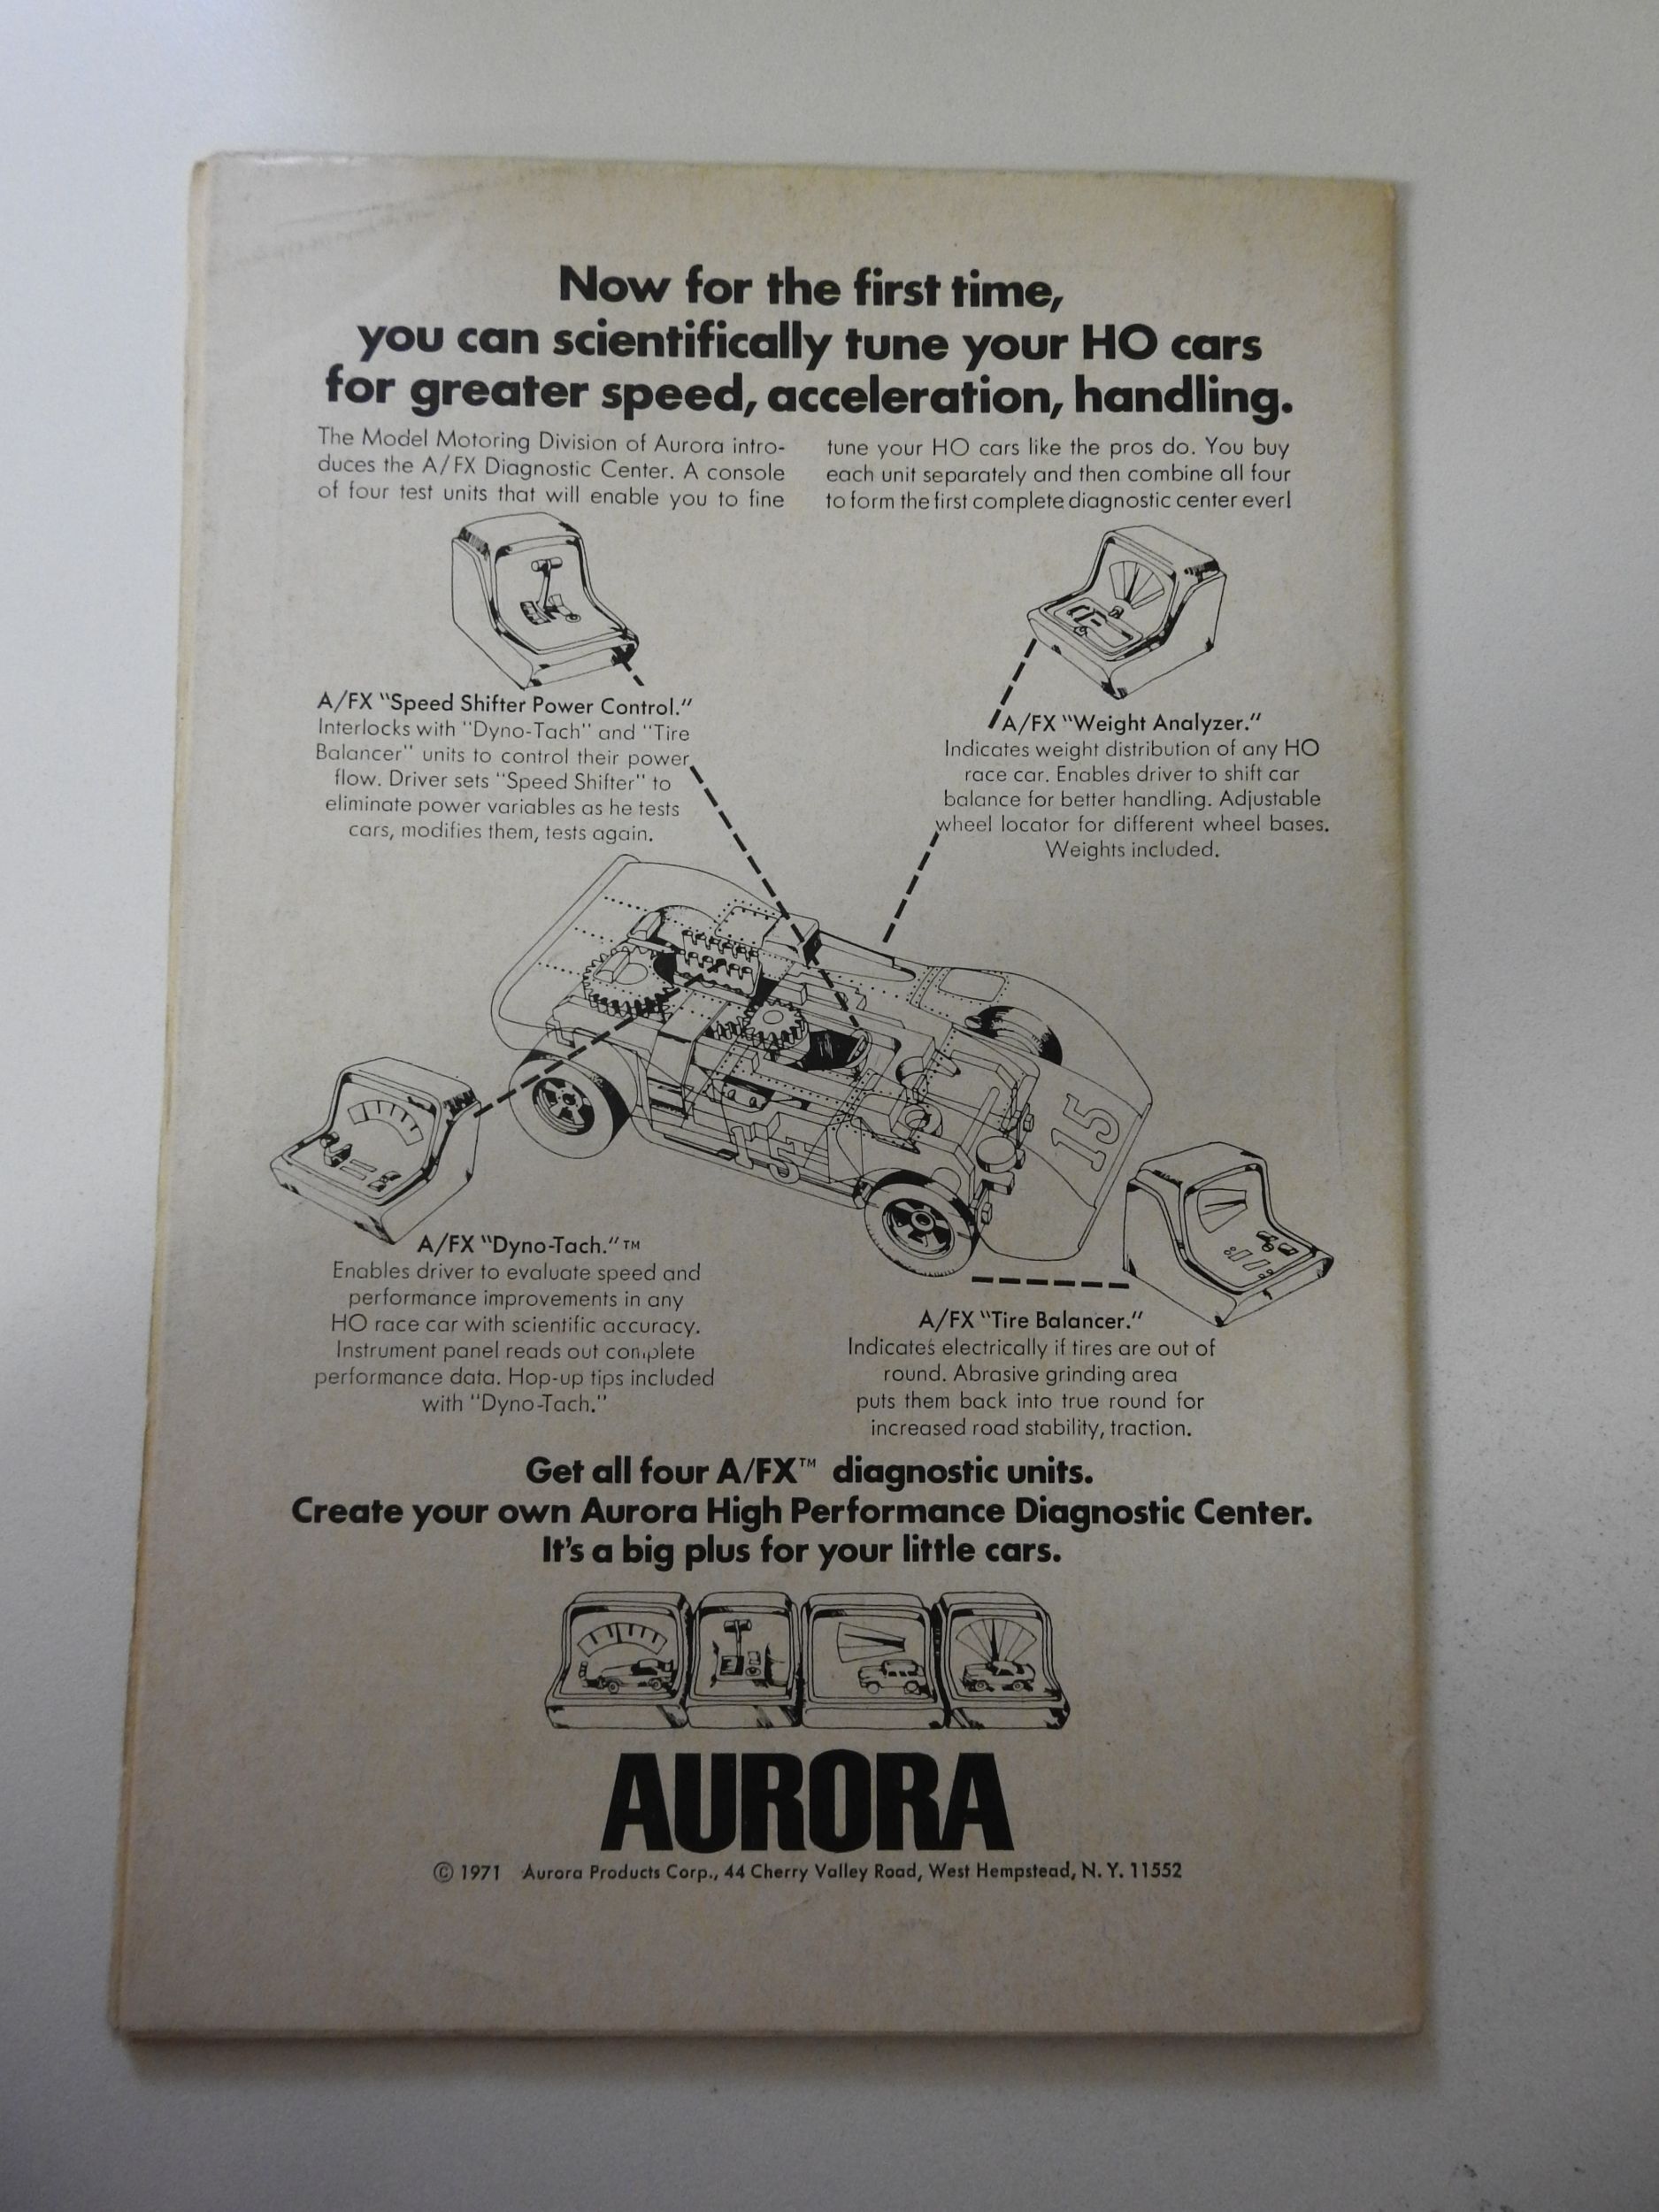 Now for the first time,
you can scientifically tune your HO cars
for greater speed, acceleration, handling.
The Model Motoring Division of Aurora intro-
duces the A/FX Diagnostic Center. A console
of four test units that will enable you to fine
tune your HO cars like the pros do. You buy
each unit separately and then combine all four
to form the first complete diagnostic center ever!
A/FX "Speed Shifter Power Control."
Interlocks with "Dyno-Tach" and "Tire
Balancer" units to control their power
flow. Driver sets "Speed Shifter" to
eliminate power variables as he tests
cars, modifies them, tests again.
A/FX "Weight Analyzer."
Indicates weight distribution of any HO
race car. Enables driver to shift car
balance for better handling. Adjustable
wheel locator for different wheel bases.
Weights included.
15
15
A/FX "Dyno-Tach."™
Enables driver to evaluate speed and
performance improvements in any
HO race car with scientific accuracy.
Instrument panel reads out complete
performance data. Hop-up tips included
with "Dyno-Tach."
A/FX "Tire Balancer."
Indicates electrically if tires are out of
round. Abrasive grinding area
puts them back into true round for
increased road stability, traction.
Get all four A/FX™ diagnostic units.
Create your own Aurora High Performance Diagnostic Center.
It's a big plus for your little cars.
AURORA
© 1971 Aurora Products Corp., 44 Cherry Valley Road, West Hempstead, N. Y. 11552